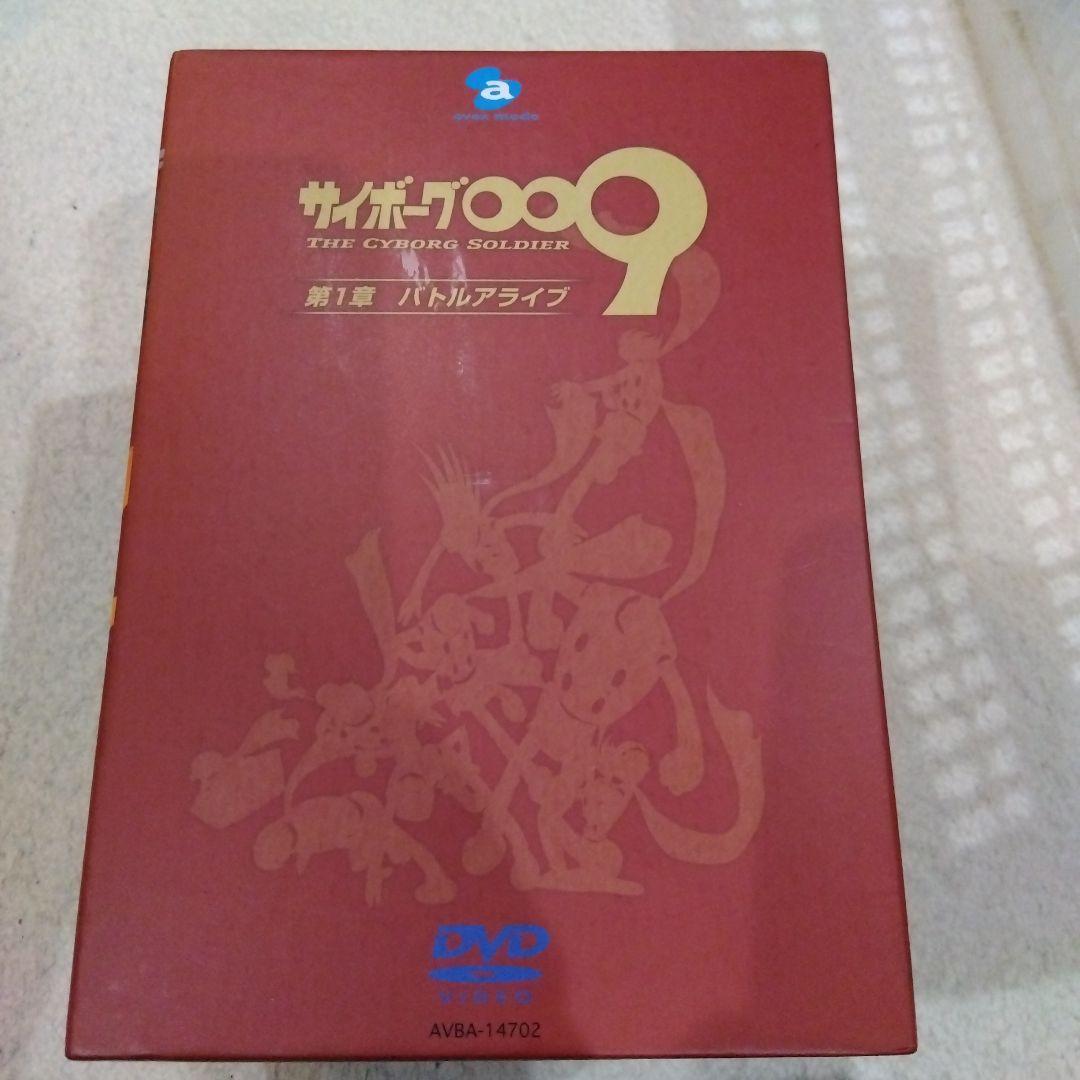 a
avex mode
サイボーグ009
THE CYBORG SOLDIER
第1章 バトルアライブ
DVD
VIDEO
AVBA-14702